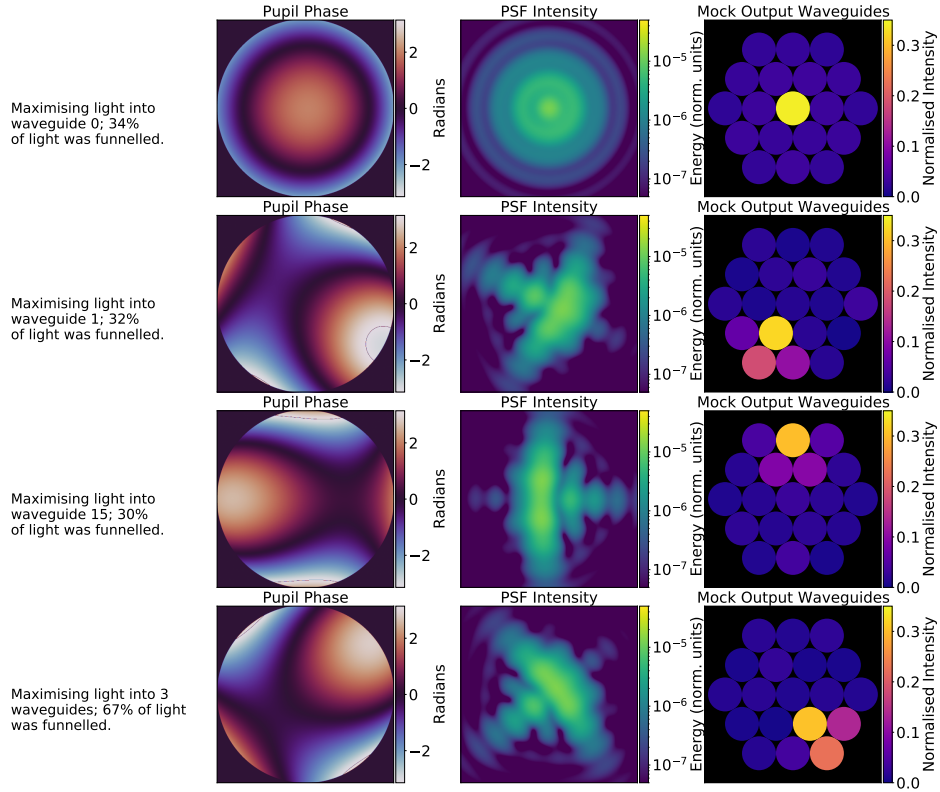 Pupil Phase PSF Intensity Mock Output Waveguides
Maximising light into
waveguide 0; 34%
of light was funnelled.
2
0
−2
Radians
10⁻⁵
10⁻⁶
10⁻⁷
Energy (norm. units)
0.3
0.2
0.1
0.0
Normalised Intensity
Pupil Phase PSF Intensity Mock Output Waveguides
Maximising light into
waveguide 1; 32%
of light was funnelled.
2
0
−2
Radians
10⁻⁵
10⁻⁶
10⁻⁷
Energy (norm. units)
0.3
0.2
0.1
0.0
Normalised Intensity
Pupil Phase PSF Intensity Mock Output Waveguides
Maximising light into
waveguide 15; 30%
of light was funnelled.
2
0
−2
Radians
10⁻⁵
10⁻⁶
10⁻⁷
Energy (norm. units)
0.3
0.2
0.1
0.0
Normalised Intensity
Pupil Phase PSF Intensity Mock Output Waveguides
Maximising light into 3
waveguides; 67% of light
was funnelled.
2
0
−2
Radians
10⁻⁵
10⁻⁶
10⁻⁷
Energy (norm. units)
0.3
0.2
0.1
0.0
Normalised Intensity